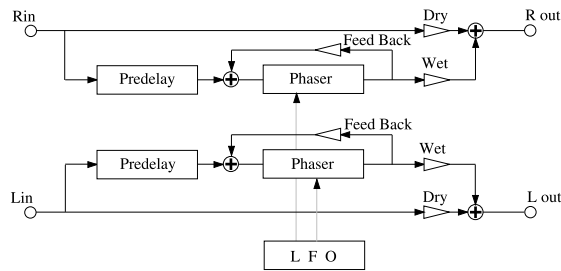 Rin
Dry
R out
Feed Back
Predelay
Phaser
Wet
Feed Back
Predelay
Phaser
Wet
Lin
Dry
L out
L F O